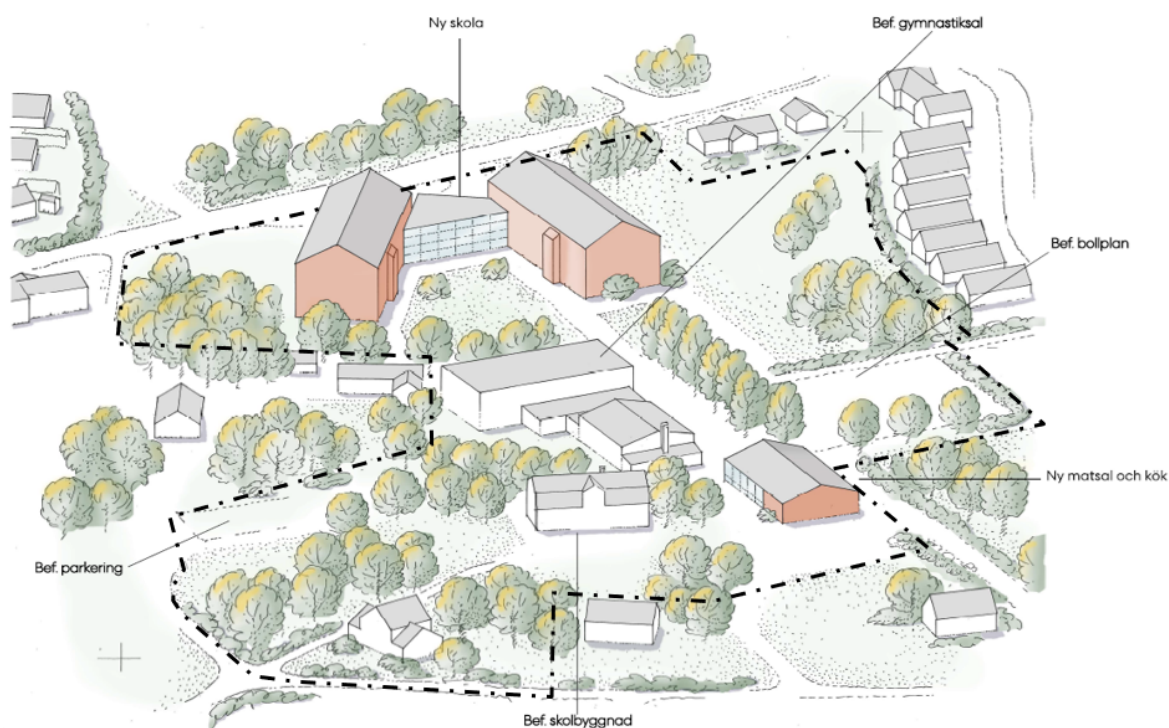 Ny skola
Bef. gymnastiksal
Bef. bollplan
Ny matsal och kök
Bef. parkering
Bef. skolbyggnad